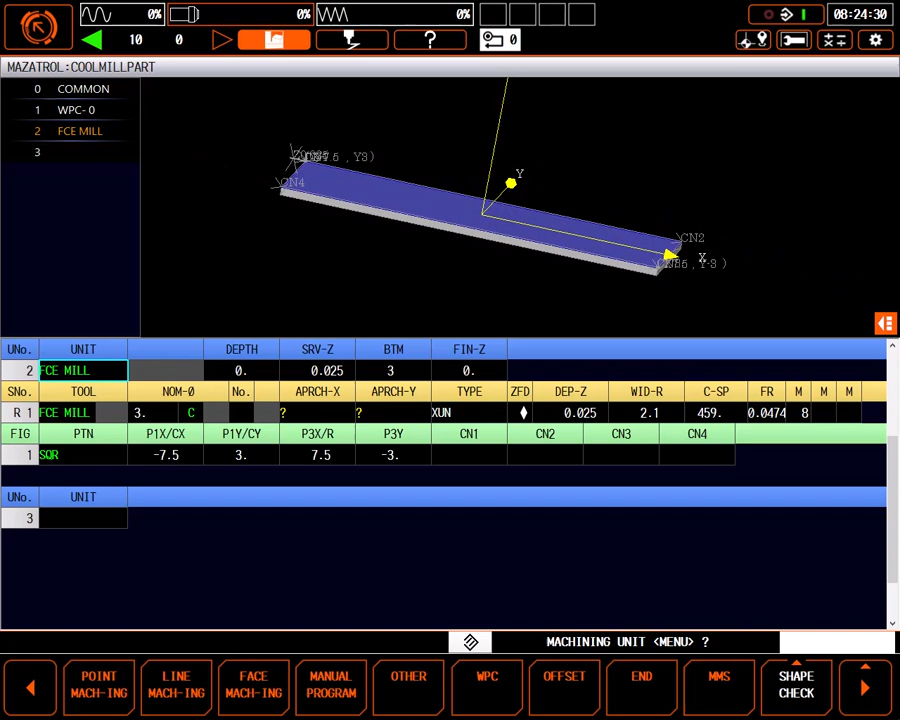 0% 0% 0% 08:24:30
10 0 ? 0
MAZATROL:COOLMILLPART
0 COMMON
1 WPC- 0
2 FCE MILL
3
5 , Y3 )
CN4
Y
CN2
X
5 , Y-3 )
UNo. UNIT DEPTH SRV-Z BTM FIN-Z
2 FCE MILL 0. 0.025 3 0.
SNo. TOOL NOM-Ø No. APRCH-X APRCH-Y TYPE ZFD DEP-Z WID-R C-SP FR M M M
R 1 FCE MILL 3. C ? ? XUN ♦ 0.025 2.1 459. 0.0474 8
FIG PTN P1X/CX P1Y/CY P3X/R P3Y CN1 CN2 CN3 CN4
1 SQR -7.5 3. 7.5 -3.
UNo. UNIT
3
MACHINING UNIT <MENU> ?
POINT MACH-ING LINE MACH-ING FACE MACH-ING MANUAL PROGRAM OTHER WPC OFFSET END MMS SHAPE CHECK